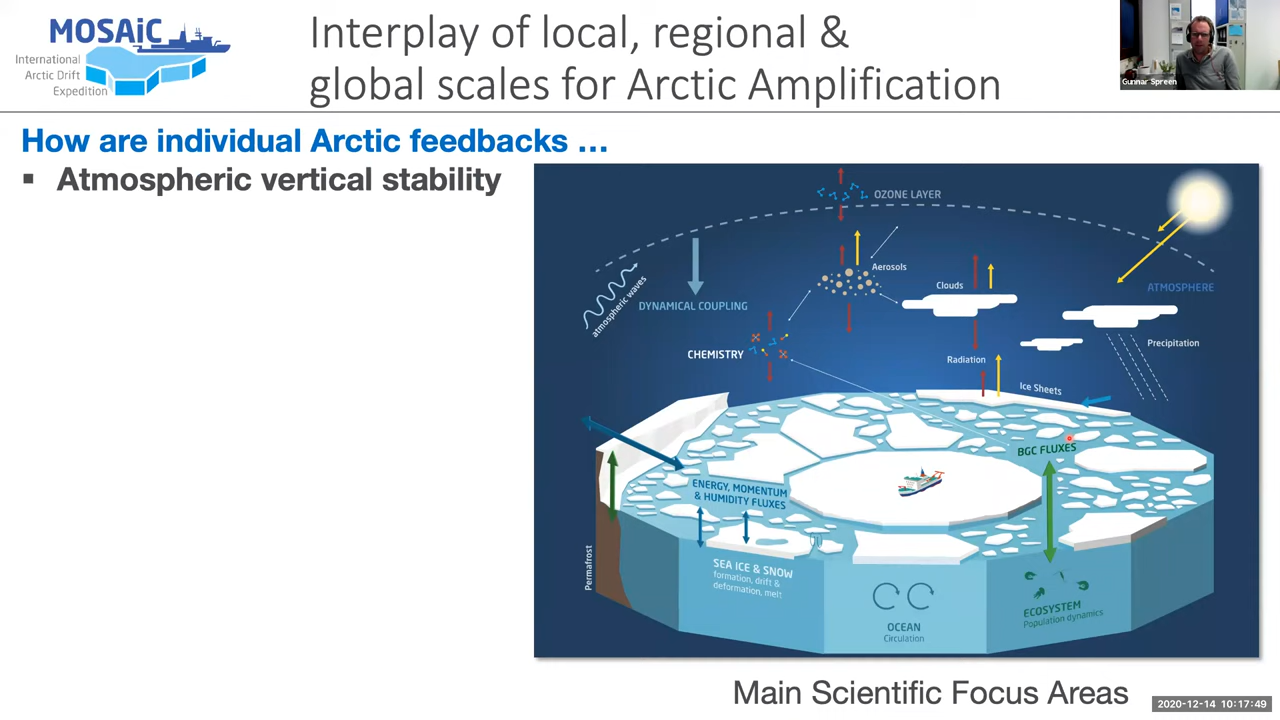 MOSAiC
International
Arctic Drift
Expedition
Interplay of local, regional &
global scales for Arctic Amplification
Gunnar Spreen
How are individual Arctic feedbacks …
▪ Atmospheric vertical stability
OZONE LAYER
Aerosols
Clouds
ATMOSPHERE
atmospheric waves
DYNAMICAL COUPLING
Precipitation
CHEMISTRY
Radiation
Ice Sheets
BGC FLUXES
ENERGY, MOMENTUM
& HUMIDITY FLUXES
Permafrost
SEA ICE & SNOW
formation, drift &
deformation, melt
OCEAN
Circulation
ECOSYSTEM
Population dynamics
Main Scientific Focus Areas
2020-12-14 10:17:49